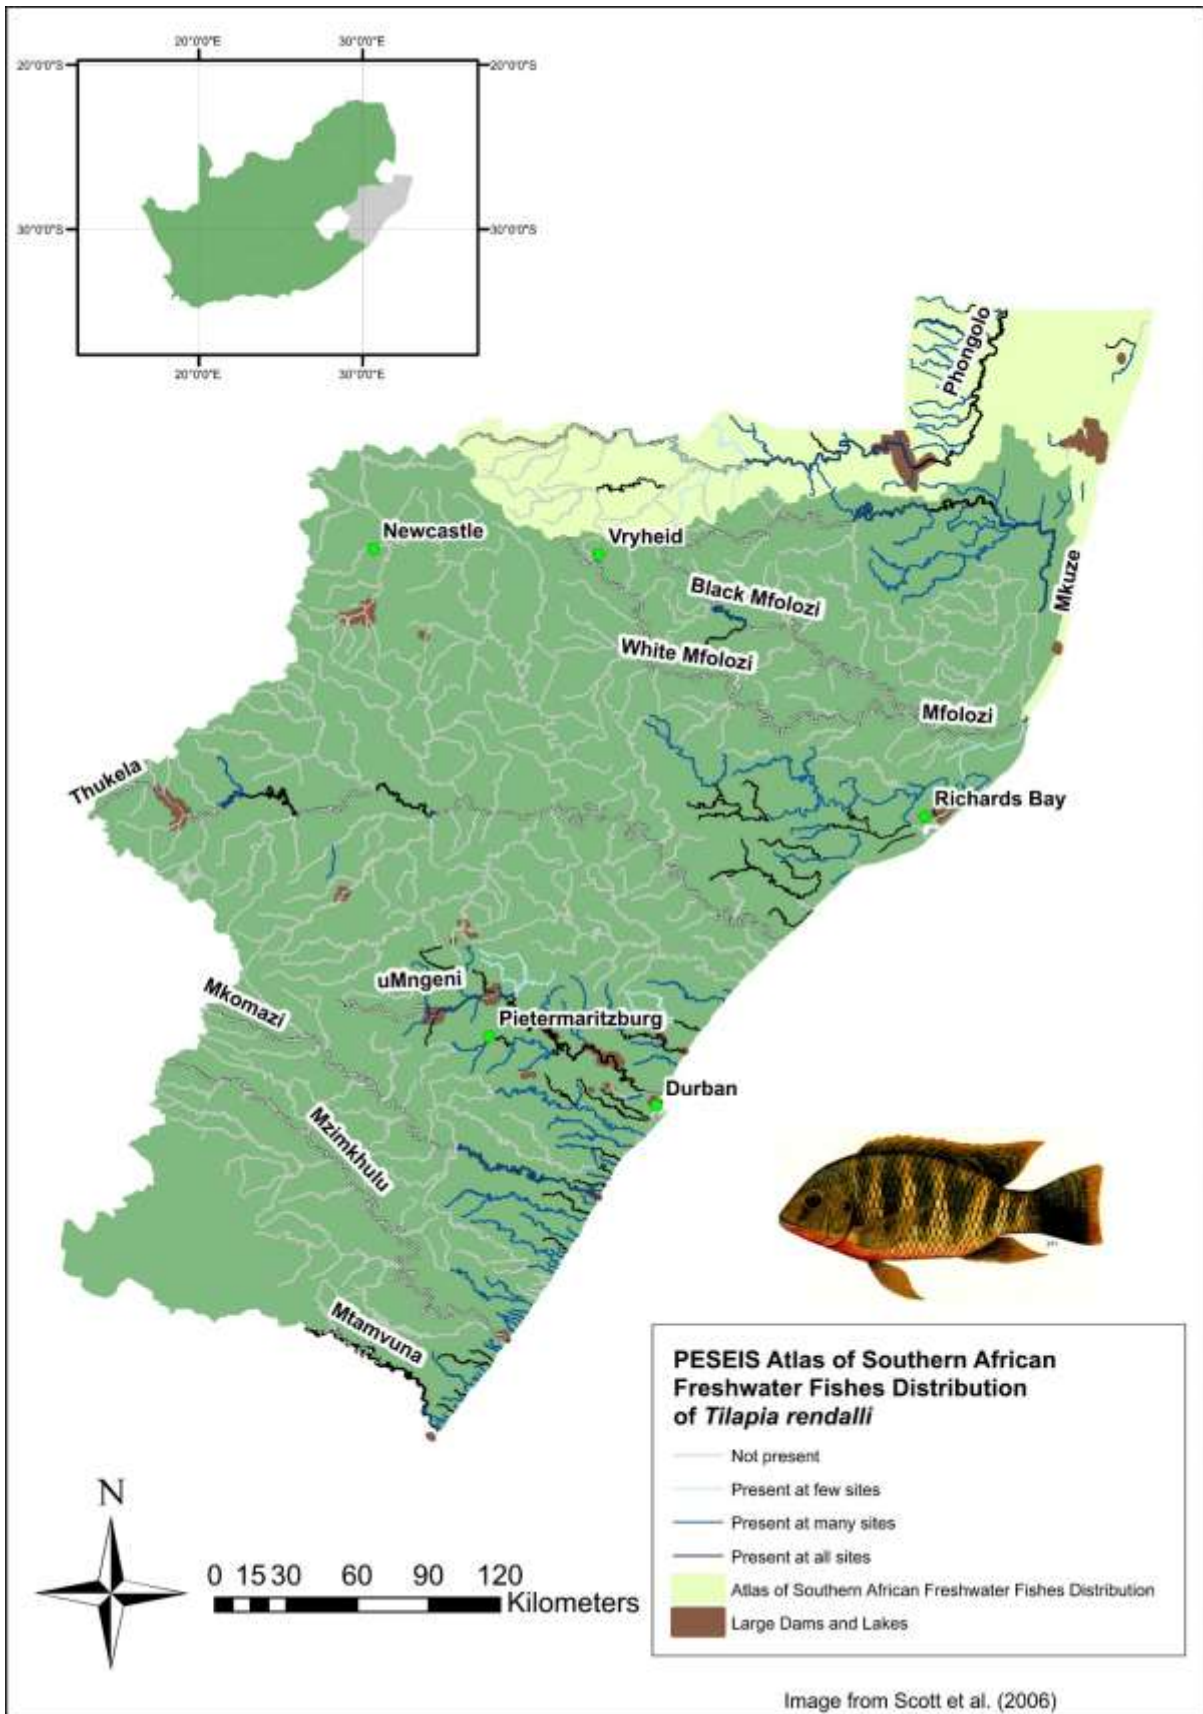 20°0'0"E
30°0'0"E
20°0'0"S
20°0'0"S
30°0'0"S
30°0'0"S
20°0'0"E
30°0'0"E
Phongolo
Newcastle
Vryheid
Black Mfolozi
Mkuze
White Mfolozi
Mfolozi
Thukela
Richards Bay
uMngeni
Mkomazi
Pietermaritzburg
Durban
Mzimkhulu
Mtamvuna
PESEIS Atlas of Southern African
Freshwater Fishes Distribution
of Tilapia rendalli
Not present
Present at few sites
Present at many sites
Present at all sites
Atlas of Southern African Freshwater Fishes Distribution
Large Dams and Lakes
N
0 15 30 60 90 120
Kilometers
Image from Scott et al. (2006)